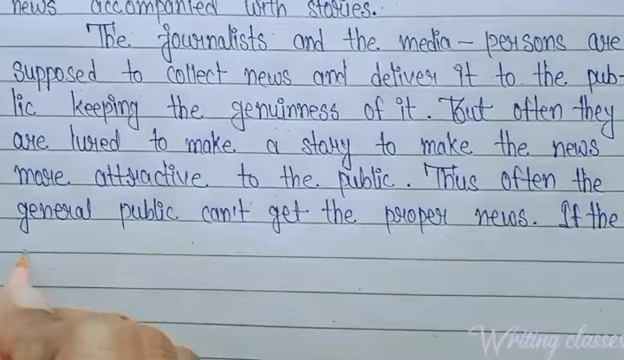 news accompanied with stories.
The journalists and the media - persons are
supposed to collect news and deliver it to the pub-
lic keeping the genuinness of it. But often they
are lured to make a story to make the news
more attractive to the public. Thus often the
general public can't get the proper news. If the
Writing classes